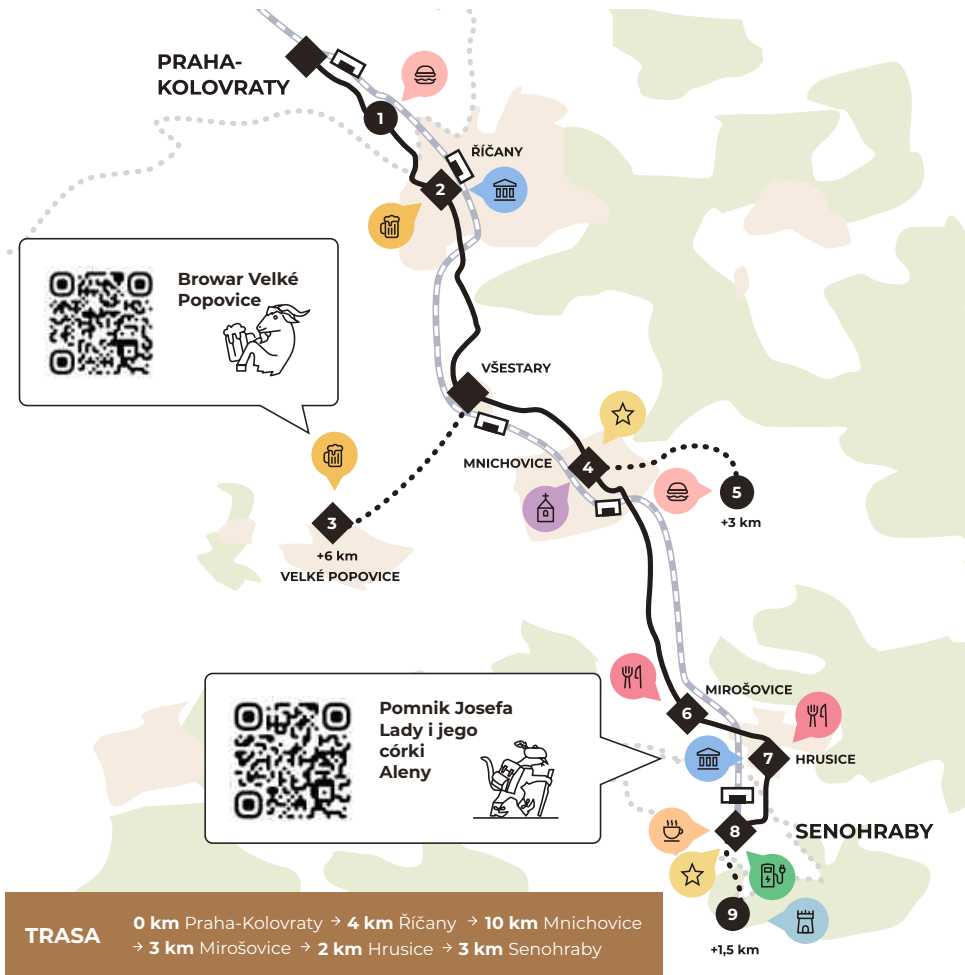 PRAHA-
KOLOVRATY
1
ŘÍČANY
2
Browar Velké
Popovice
VŠESTARY
MNICHOVICE
4
5
+3 km
3
+6 km
VELKÉ POPOVICE
MIROŠOVICE
6
Pomnik Josefa
Lady i jego
córki
Aleny
7
HRUSICE
8
SENOHRABY
9
+1,5 km
TRASA
0 km Praha-Kolovraty → 4 km Říčany → 10 km Mnichovice
→ 3 km Mirošovice → 2 km Hrusice → 3 km Senohraby